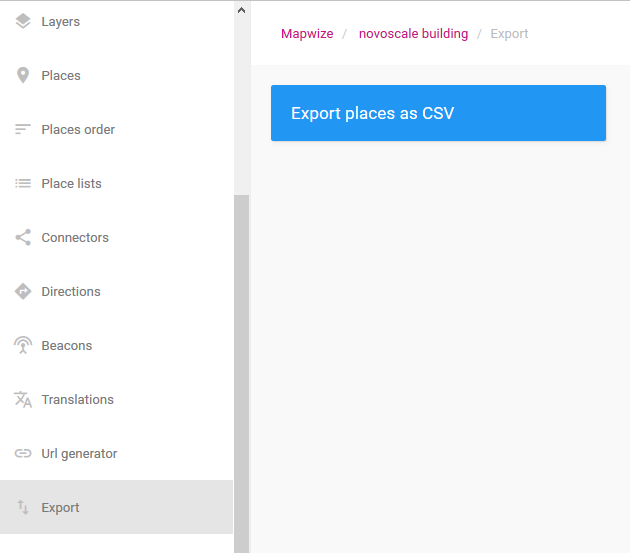 Layers
Places
Places order
Place lists
Connectors
Directions
Beacons
Translations
Url generator
Export
Mapwize / novoscale building / Export
Export places as CSV